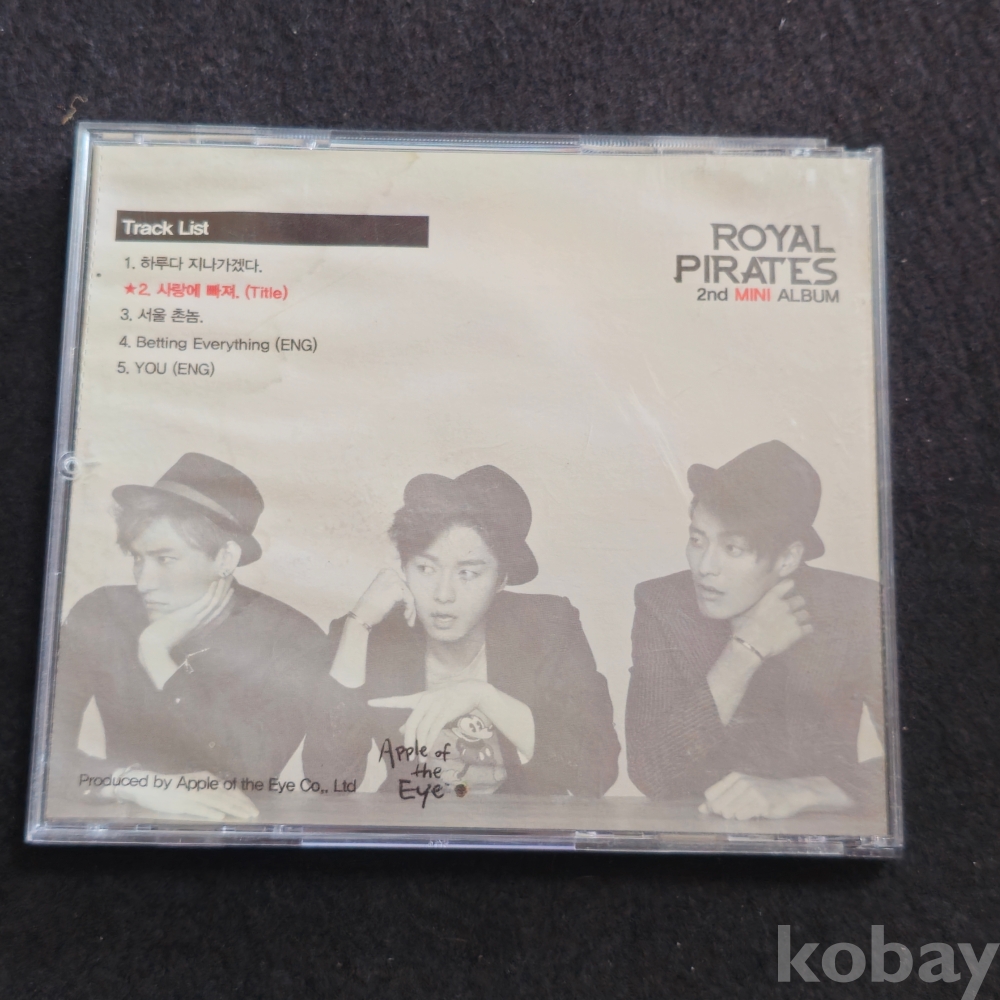 Track List
1. 하루다 지나가겠다.
★2. 사랑에 빠져. (Title)
3. 서울 촌놈.
4. Betting Everything (ENG)
5. YOU (ENG)
ROYAL
PIRATES
2nd MINI ALBUM
Produced by Apple of the Eye Co,. Ltd
Apple of
the
Eye
kobay